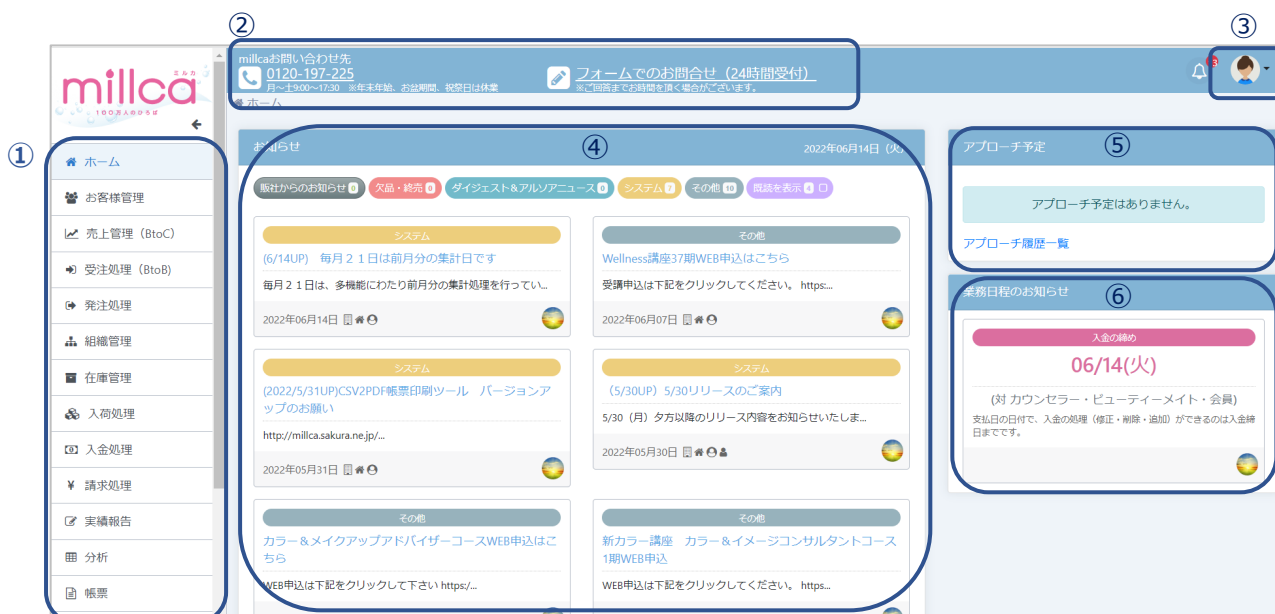 ②
③
millcaお問い合わせ先
0120-197-225
月～土9:00～17:30　※年末年始、お盆期間、祝祭日は休業
フォームでのお問合せ（24時間受付）
※ご回答までお時間を頂く場合がございます。
ホーム
ミルカ
millca
100万人のひろば
①
ホーム
お客様管理
売上管理（BtoC）
受注処理（BtoB)
発注処理
組織管理
在庫管理
入荷処理
入金処理
¥ 請求処理
実績報告
分析
帳票
お知らせ
④
2022年06月14日（火）
販社からのお知らせ 0 欠品・終売 0 ダイジェスト＆アルソアニュース 0 システム 7 その他 10 既読を表示 4
システム
(6/14UP)　毎月２１日は前月分の集計日です
毎月２１日は、多機能にわたり前月分の集計処理を行ってい...
2022年06月14日
その他
Wellness講座37期WEB申込はこちら
受講申込は下記をクリックしてください。 https:...
2022年06月07日
システム
(2022/5/31UP)CSV2PDF帳票印刷ツール　バージョンア
ップのお願い
http://millca.sakura.ne.jp/...
2022年05月31日
システム
（5/30UP）5/30リリースのご案内
5/30（月）夕方以降のリリース内容をお知らせいたしま...
2022年05月30日
その他
カラー＆メイクアップアドバイザーコースWEB申込はこ
ちら
WEB申込は下記をクリックして下さい https:/...
その他
新カラー講座　カラー＆イメージコンサルタントコース
1期WEB申込
WEB申込は下記をクリックしてください。 https...
アプローチ予定
⑤
アプローチ予定はありません。
アプローチ履歴一覧
業務日程のお知らせ
⑥
入金の締め
06/14(火)
(対 カウンセラー・ビューティーメイト・会員)
支払日の日付で、入金の処理（修正・削除・追加）ができるのは入金締
日までです。